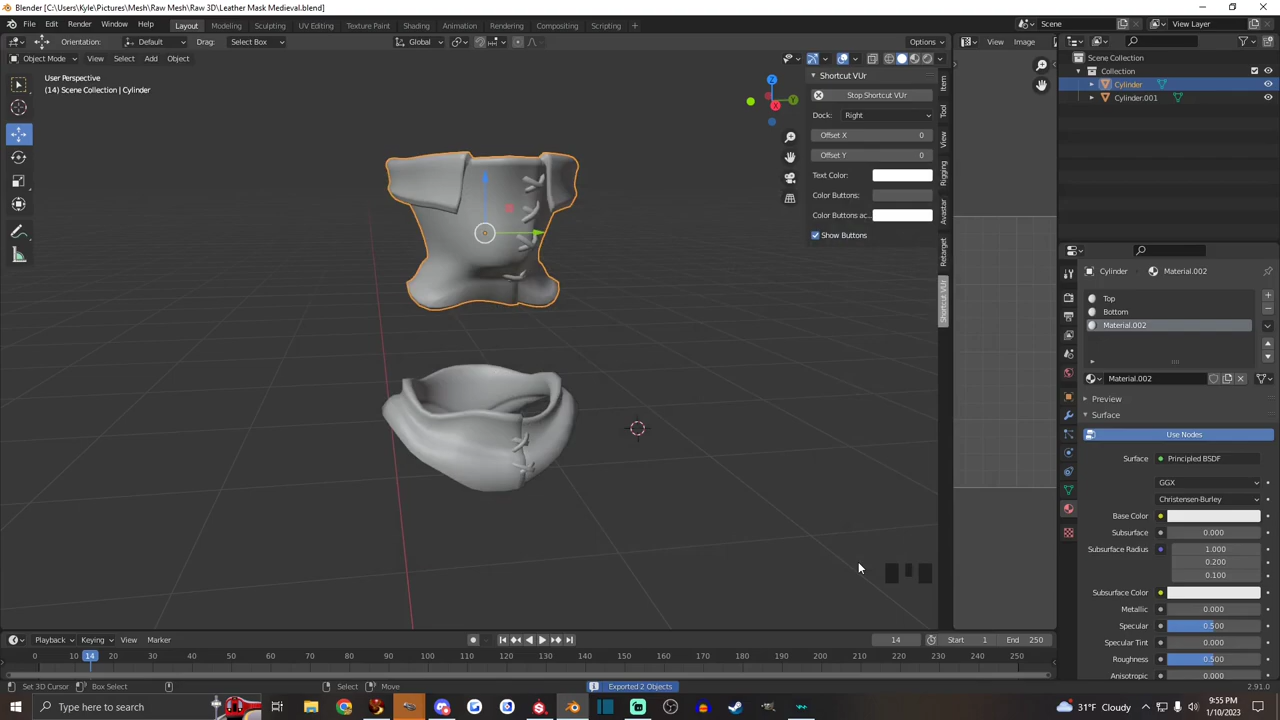 Blender [C:\Users\Kyle\Pictures\Mesh\Raw Mesh\Raw 3D\Leather Mask Medieval.blend]
File Edit Render Window Help Layout Modeling Sculpting UV Editing Texture Paint Shading Animation Rendering Compositing Scripting + Scene View Layer
Orientation: Default Drag: Select Box Global Options View Image
Object Mode View Select Add Object
User Perspective
(14) Scene Collection | Cylinder
Z
Y
X
Shortcut VUr
Stop Shortcut VUr
Dock: Right
Offset X 0
Offset Y 0
Text Color:
Color Buttons:
Color Buttons ac..
Show Buttons
Item
Tool
View
Rigging
Avastar
Retarget
Shortcut VUr
Scene Collection
Collection
Cylinder
Cylinder.001
Cylinder Material.002
Top
Bottom
Material.002
Material.002
Preview
Surface
Use Nodes
Surface Principled BSDF
GGX
Christensen-Burley
Base Color
Subsurface 0.000
Subsurface Radius 1.000
0.200
0.100
Subsurface Color
Metallic 0.000
Specular 0.500
Specular Tint 0.000
Roughness 0.500
Anisotropic 0.000
Playback Keying View Marker 14 Start 1 End 250
0 10 14 20 30 40 50 60 70 80 90 100 110 120 130 140 150 160 170 180 190 200 210 220 230 240 250
Set 3D Cursor Box Select Select Move Exported 2 Objects 2.91.0
Type here to search 31°F Cloudy 9:55 PM
1/10/2023